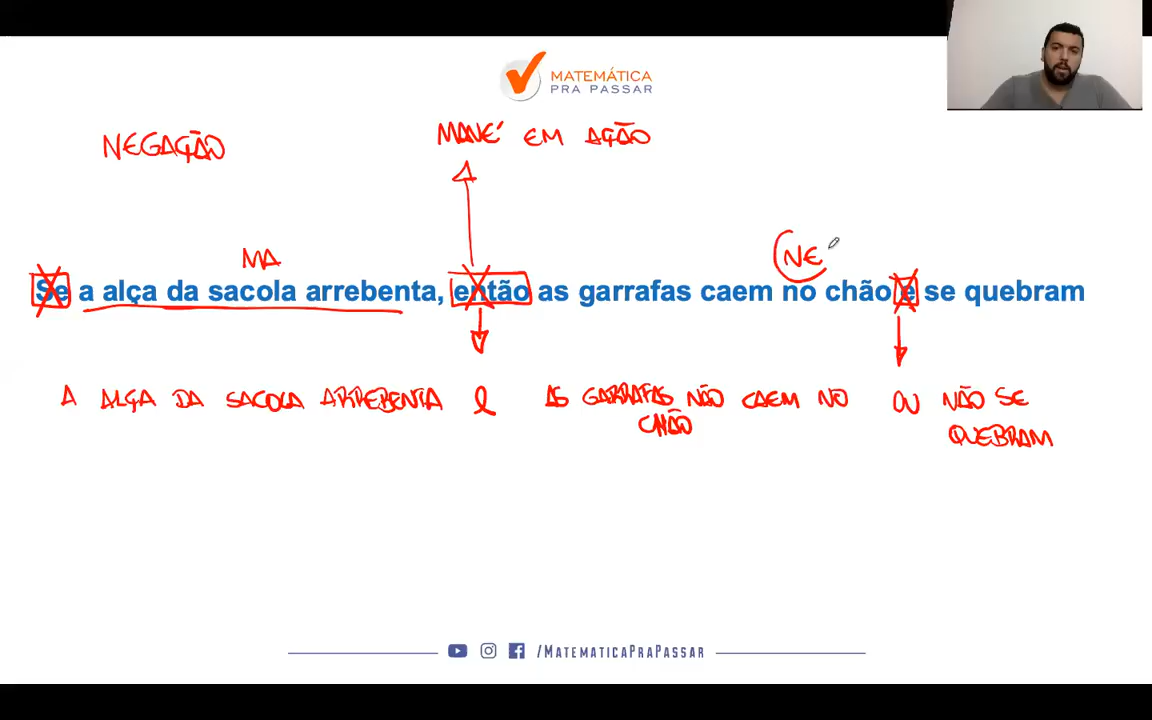 MATEMÁTICA
PRA PASSAR
NEGAÇÃO
MANÉ EM AÇÃO
MA
NE
Se a alça da sacola arrebenta, então as garrafas caem no chão e se quebram
A ALÇA DA SACOLA ARREBENTA e AS GARRAFAS NÃO CAEM NO OU NÃO SE
CHÃO QUEBRAM
/MATEMATICAPRAPASSAR